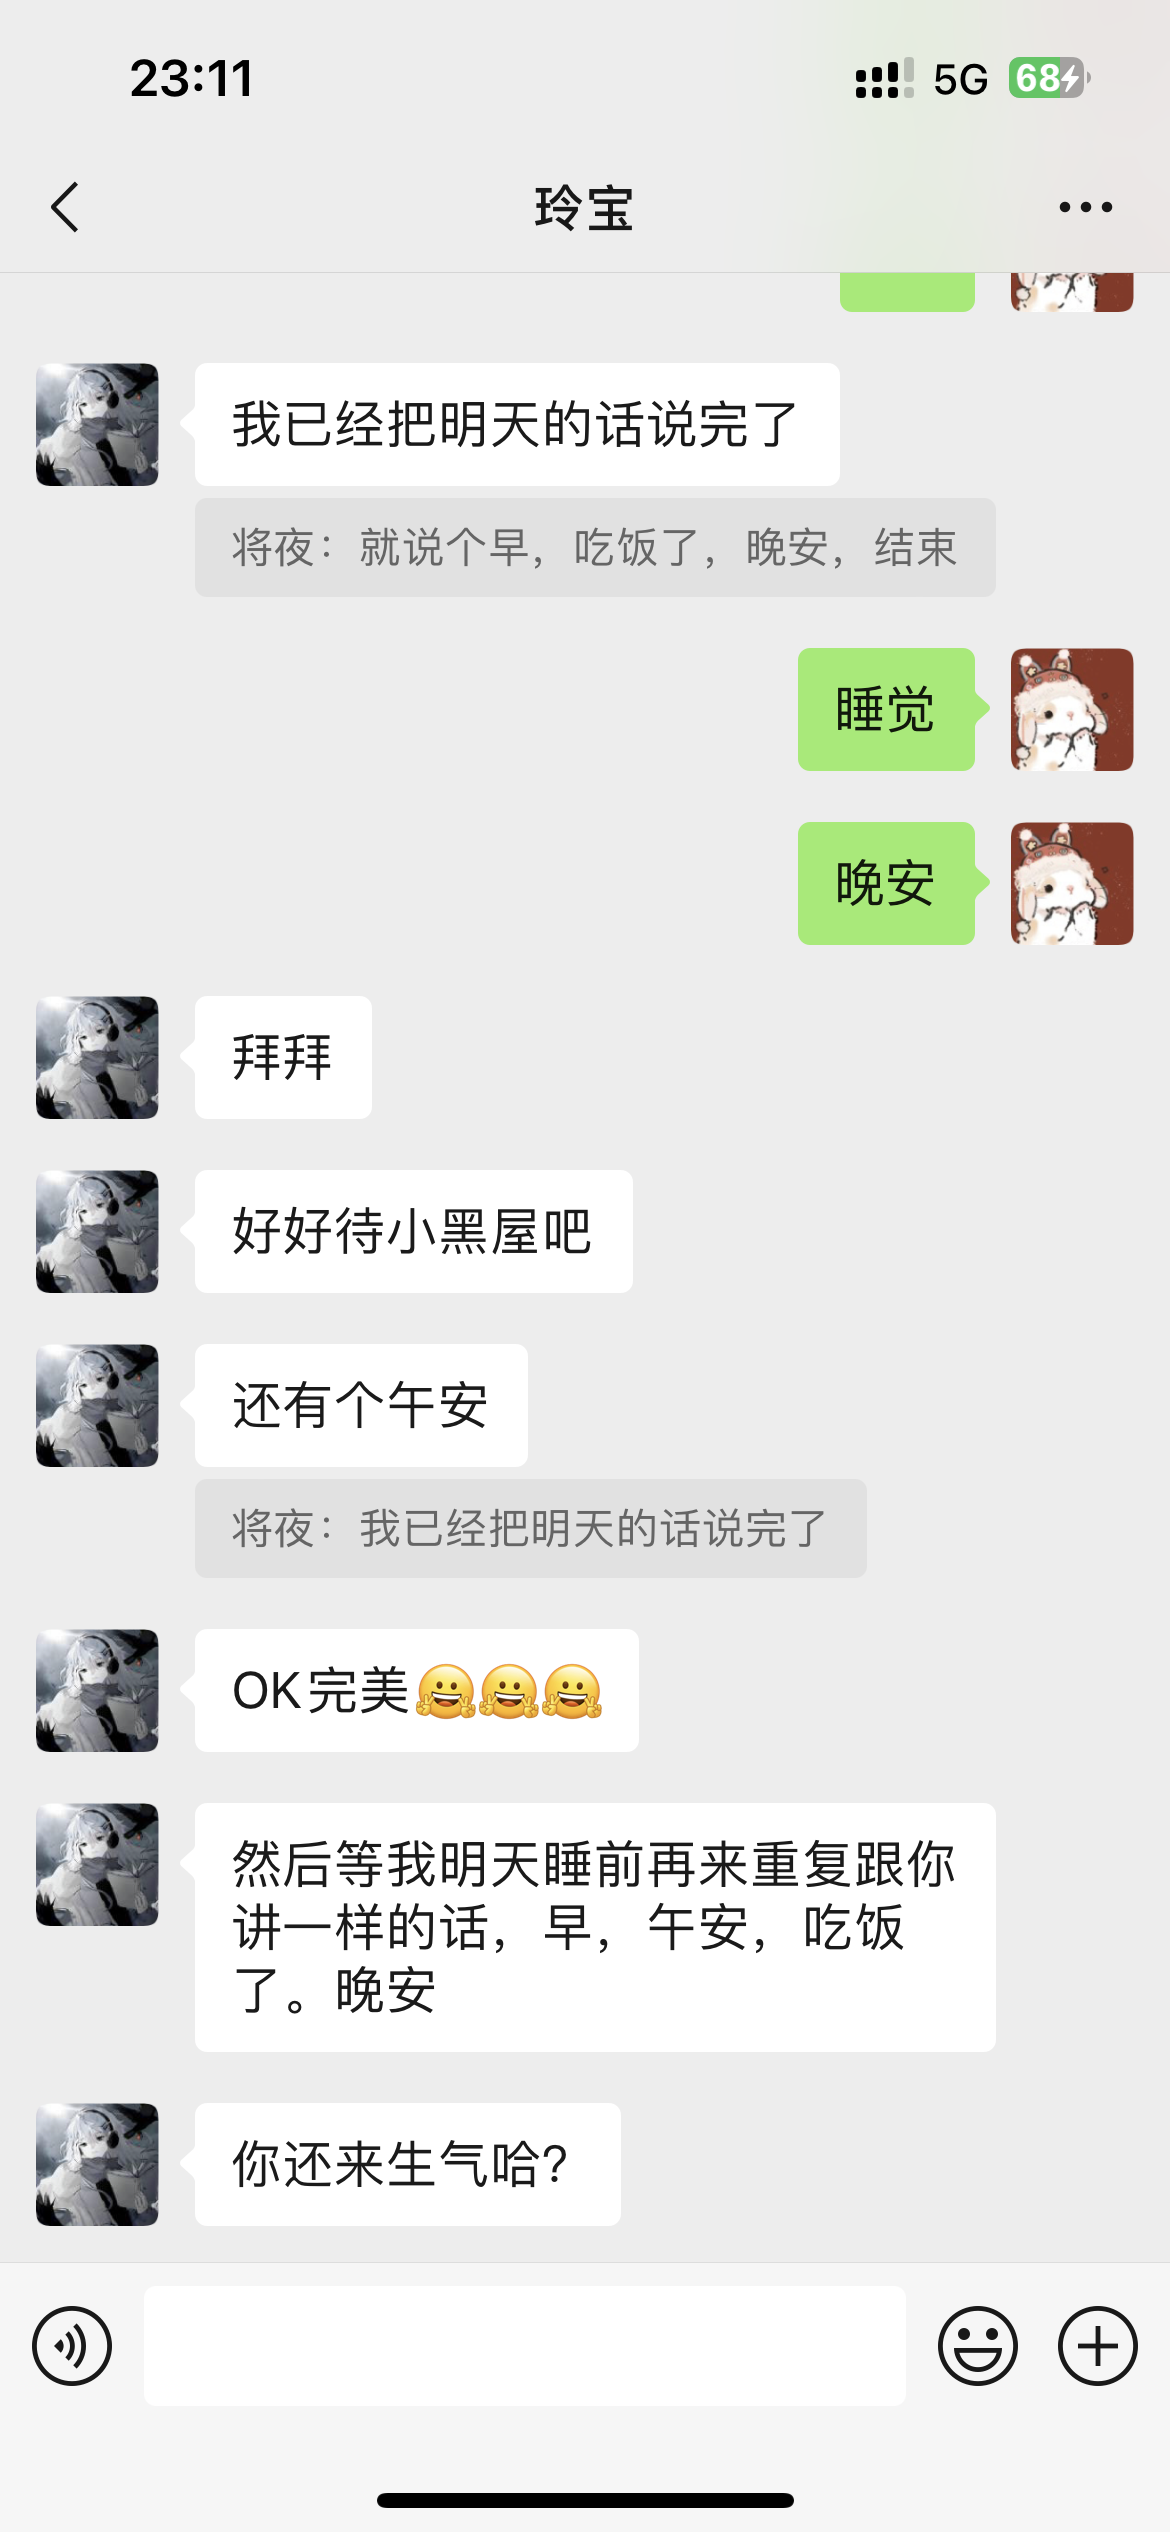 23:11
5G
68
玲宝
我已经把明天的话说完了
将夜：就说个早，吃饭了，晚安，结束
睡觉
晚安
拜拜
好好待小黑屋吧
还有个午安
将夜：我已经把明天的话说完了
OK完美🤗🤗🤗
然后等我明天睡前再来重复跟你
讲一样的话，早，午安，吃饭
了。晚安
你还来生气哈?